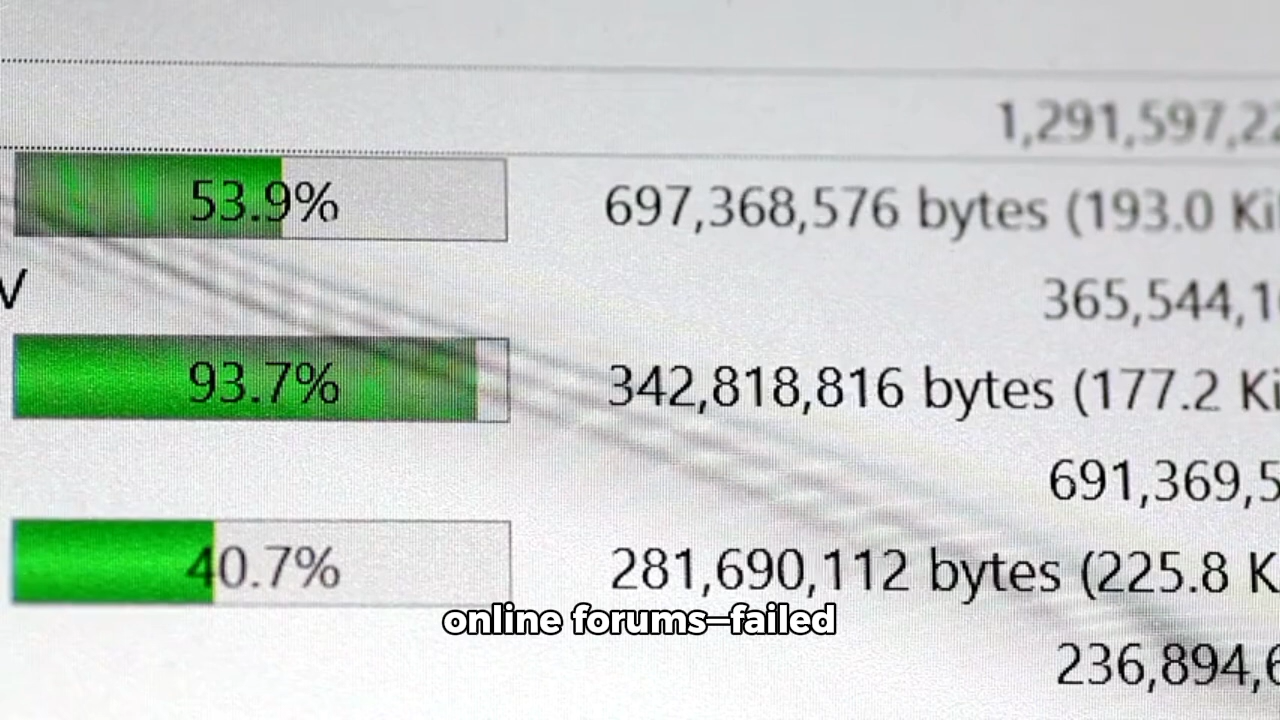 1,291,597,22
53.9% 697,368,576 bytes (193.0 Ki
V 365,544,1
93.7% 342,818,816 bytes (177.2 Ki
691,369,5
40.7% 281,690,112 bytes (225.8 K
online forums–failed
236,894,6